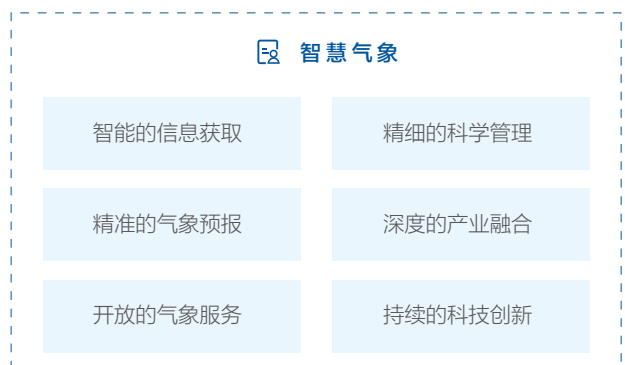 智慧气象
智能的信息获取
精细的科学管理
精准的气象预报
深度的产业融合
开放的气象服务
持续的科技创新